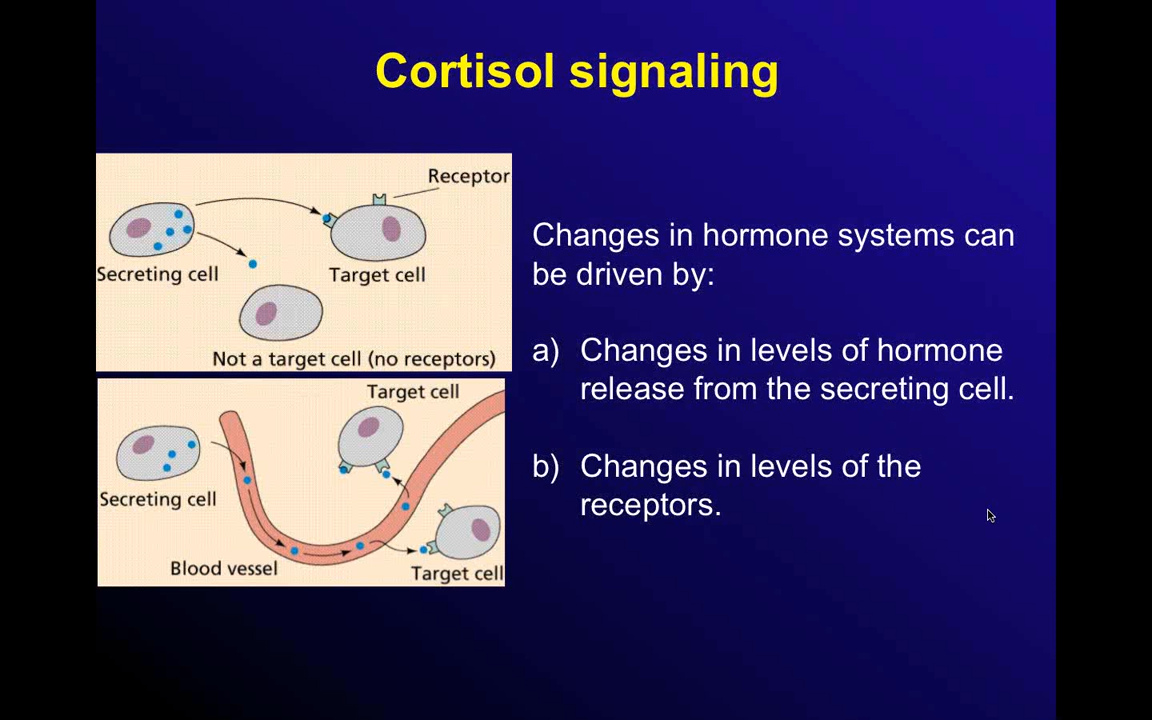 Cortisol signaling
Receptor
Secreting cell
Target cell
Not a target cell (no receptors)
Target cell
Secreting cell
Blood vessel
Target cell
Changes in hormone systems can
be driven by:
a) Changes in levels of hormone
release from the secreting cell.
b) Changes in levels of the
receptors.